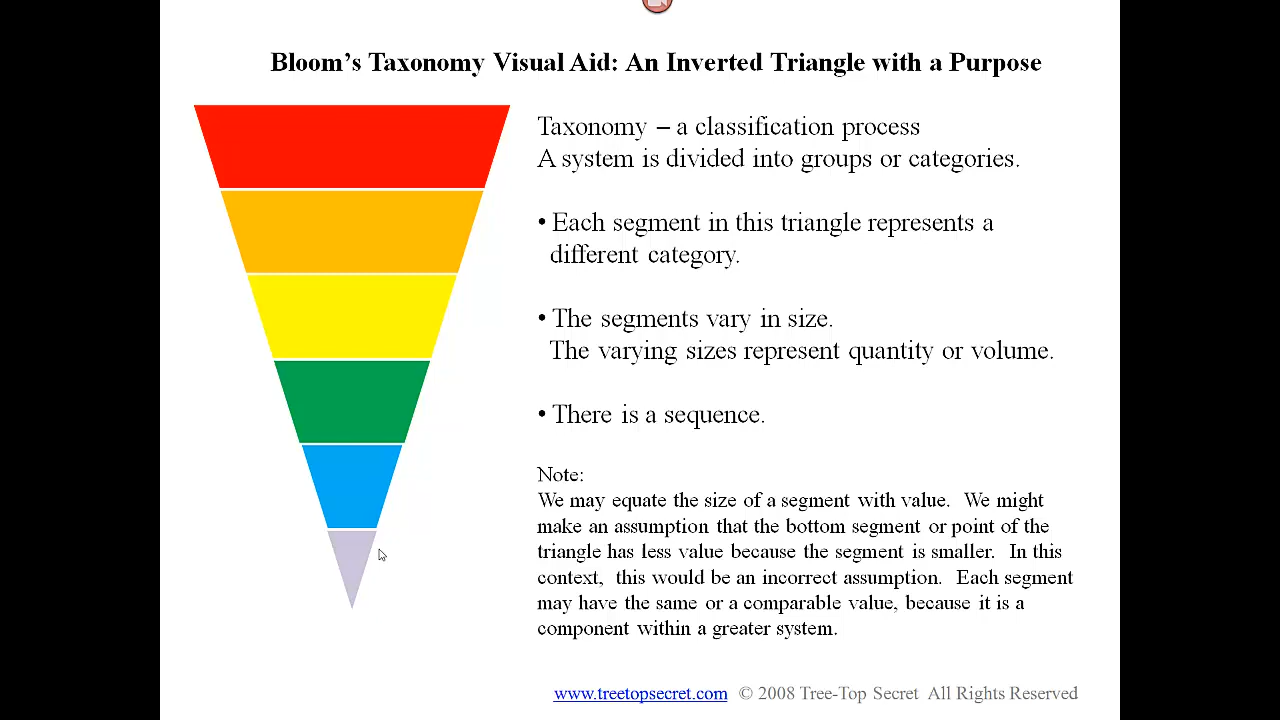 Bloom's Taxonomy Visual Aid: An Inverted Triangle with a Purpose
Taxonomy – a classification process
A system is divided into groups or categories.
• Each segment in this triangle represents a
different category.
• The segments vary in size.
The varying sizes represent quantity or volume.
• There is a sequence.
Note:
We may equate the size of a segment with value. We might
make an assumption that the bottom segment or point of the
triangle has less value because the segment is smaller. In this
context, this would be an incorrect assumption. Each segment
may have the same or a comparable value, because it is a
component within a greater system.
www.treetopsecret.com © 2008 Tree-Top Secret All Rights Reserved